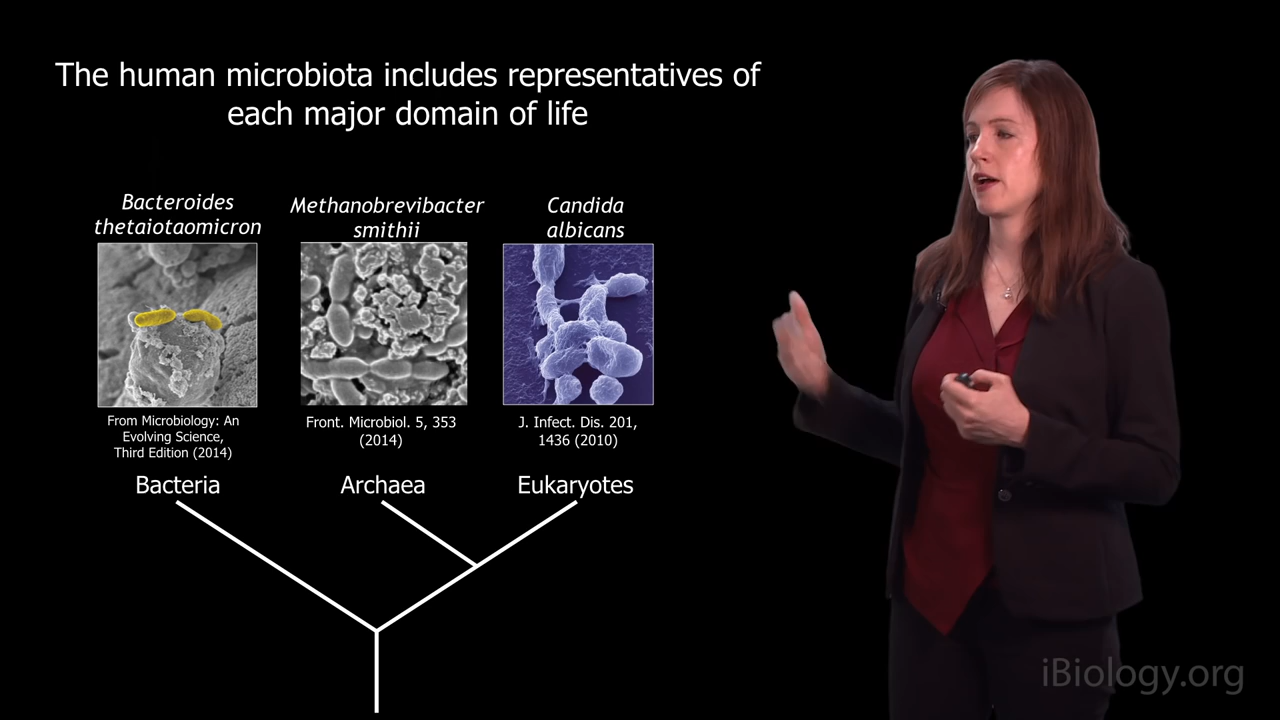 The human microbiota includes representatives of
each major domain of life
Bacteroides
thetaiotaomicron
Methanobrevibacter
smithii
Candida
albicans
From Microbiology: An
Evolving Science,
Third Edition (2014)
Front. Microbiol. 5, 353
(2014)
J. Infect. Dis. 201,
1436 (2010)
Bacteria
Archaea
Eukaryotes
iBiology.org